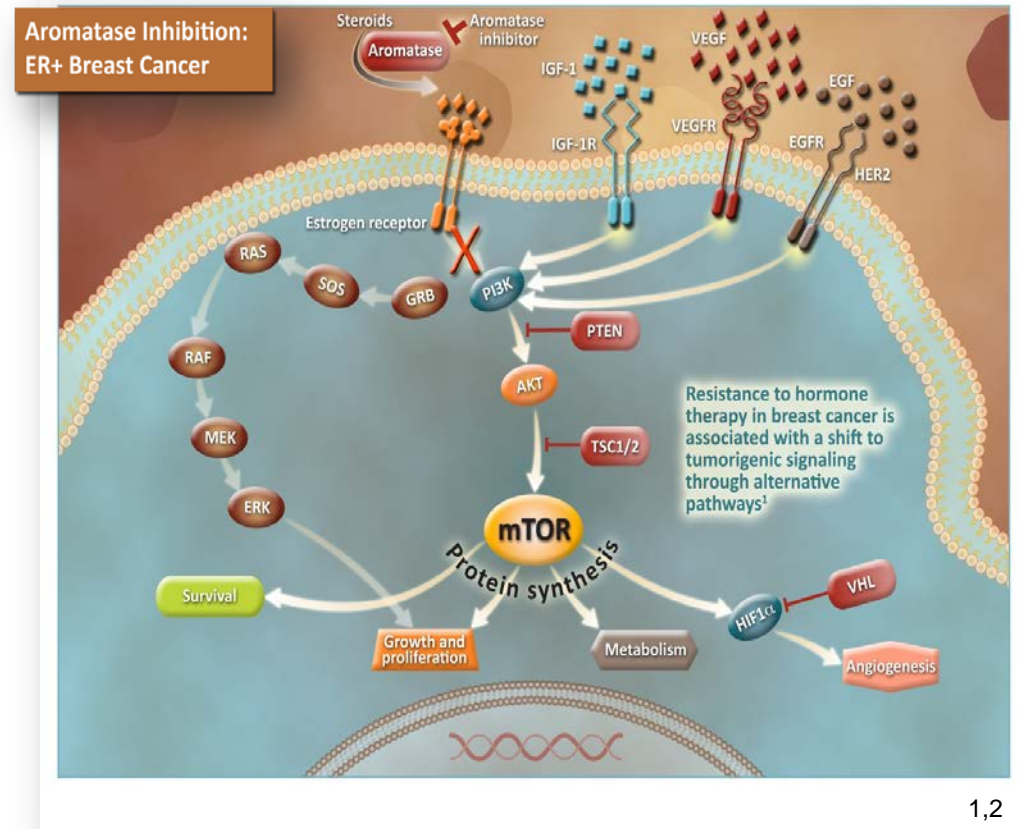 Aromatase Inhibition:
ER+ Breast Cancer
Steroids
Aromatase
Aromatase
inhibitor
IGF-1
VEGF
EGF
IGF-1R
VEGFR
EGFR
HER2
Estrogen receptor
X
RAS
SOS
GRB
PI3K
PTEN
RAF
AKT
MEK
TSC1/2
Resistance to hormone
therapy in breast cancer is
associated with a shift to
tumorigenic signaling
through alternative
pathways¹
ERK
mTOR
Protein synthesis
Survival
Growth and
proliferation
Metabolism
HIF1α
VHL
Angiogenesis
1,2